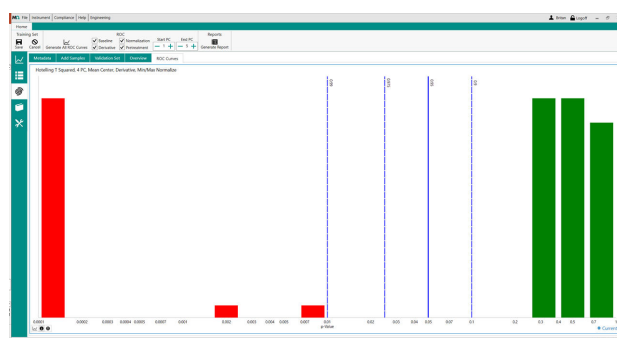 File Instrument Compliance Help Engineering Logoff
Home
Training Set ROC Reports
Save Cancel Generate All ROC Curves Baseline Normalization Derivative Pretreatment Start PC 1 End PC 5 Generate Report
Metadata Add Samples Validation Set Overview ROC Curves
Hotelling T Squared, 4 PC, Mean Center, Derivative, Min/Max Normalize
0.0001 0.0002 0.0003 0.0004 0.0005 0.0007 0.001 0.002 0.003 0.004 0.005 0.007 0.01 0.02 0.03 0.04 0.05 0.07 0.1 0.2 0.3 0.4 0.5 0.7
p Value
Current